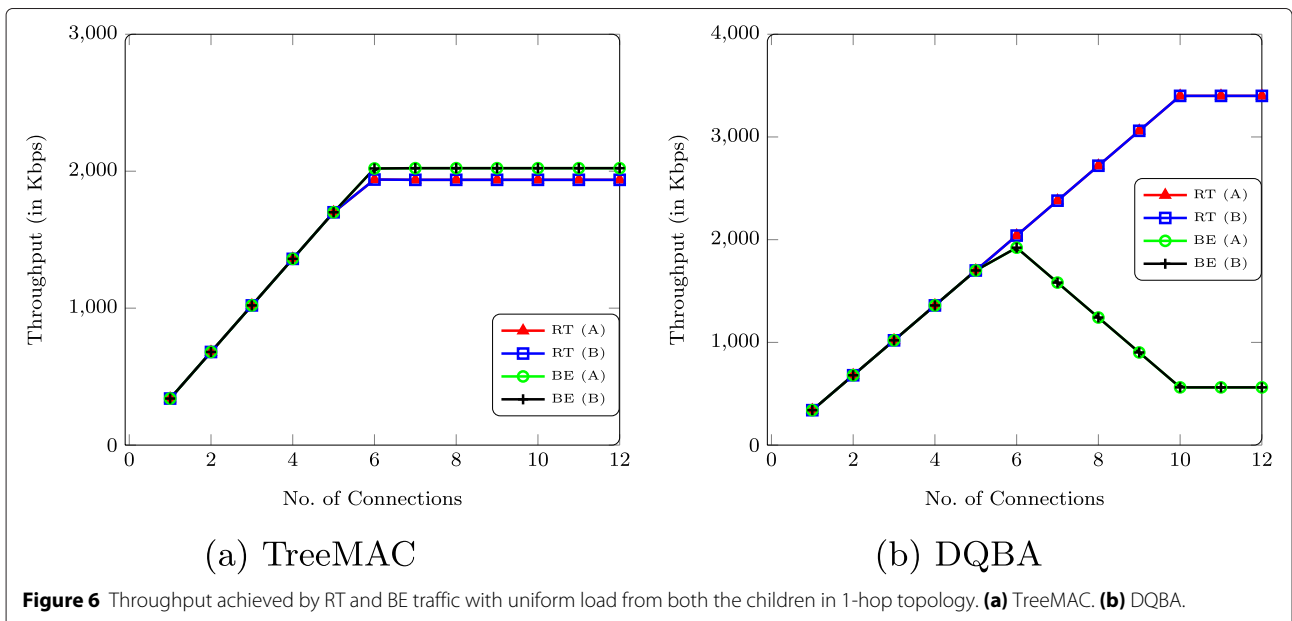 3,000
2,000
1,000
0
0 2 4 6 8 10 12
Throughput (in Kbps)
No. of Connections
RT (A)
RT (B)
BE (A)
BE (B)
(a) TreeMAC
4,000
3,000
2,000
1,000
0
0 2 4 6 8 10 12
Throughput (in Kbps)
No. of Connections
RT (A)
RT (B)
BE (A)
BE (B)
(b) DQBA
Figure 6 Throughput achieved by RT and BE traffic with uniform load from both the children in 1-hop topology. (a) TreeMAC. (b) DQBA.